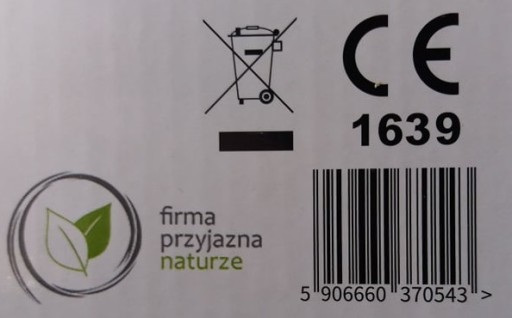 CE
1639
firma
przyjazna
naturze
5 906660 370543 >